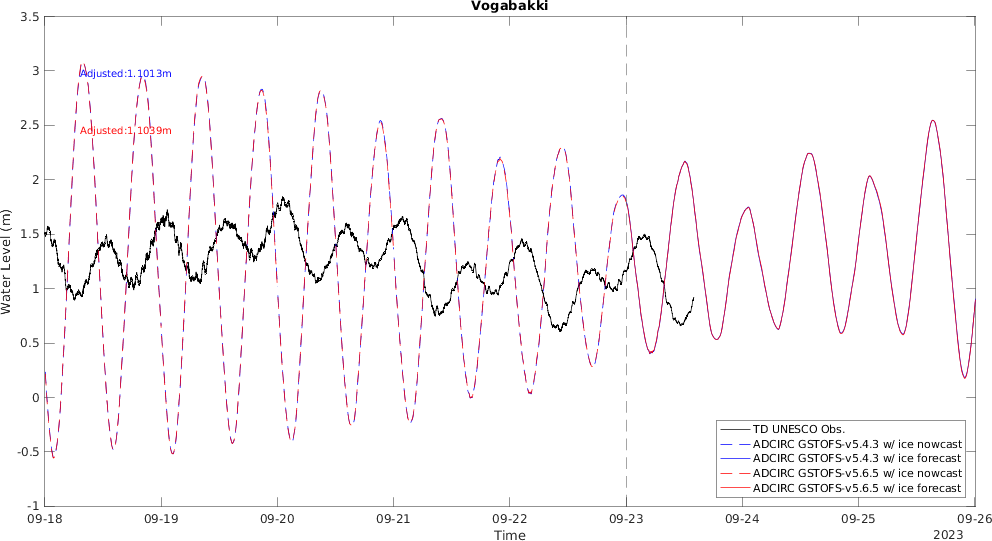 Vogabakki
3.5
3
2.5
2
1.5
1
0.5
0
-0.5
-1
Water Level (m)
Adjusted:1.1013m
Adjusted:1.1039m
TD UNESCO Obs.
ADCIRC GSTOFS-v5.4.3 w/ ice nowcast
ADCIRC GSTOFS-v5.4.3 w/ ice forecast
ADCIRC GSTOFS-v5.6.5 w/ ice nowcast
ADCIRC GSTOFS-v5.6.5 w/ ice forecast
09-18 09-19 09-20 09-21 09-22 09-23 09-24 09-25 09-26
Time
2023